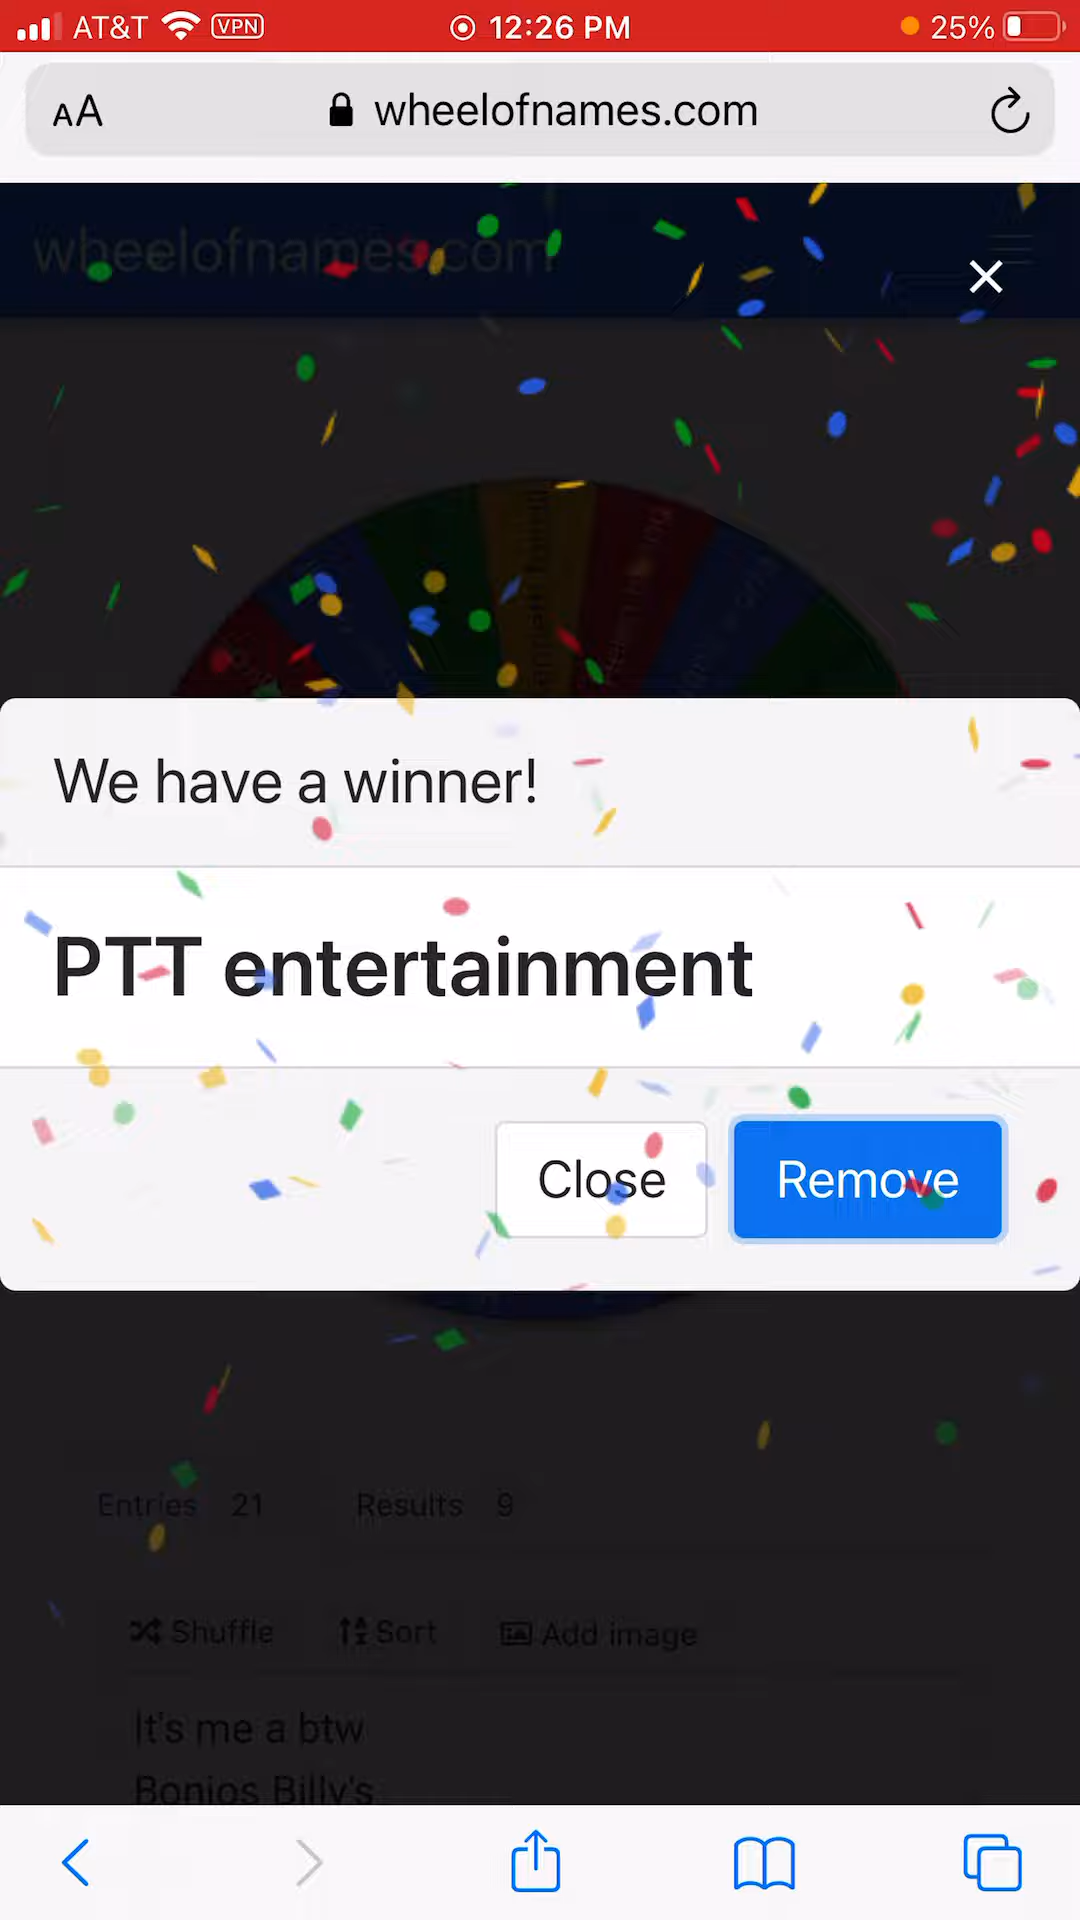 AT&T VPN 12:26 PM 25%
AA wheelofnames.com
wheelofnames.com
We have a winner!
PTT entertainment
Close Remove
Entries 21 Results 9
Shuffle Sort Add image
It's me a btw
Bonios Billy's